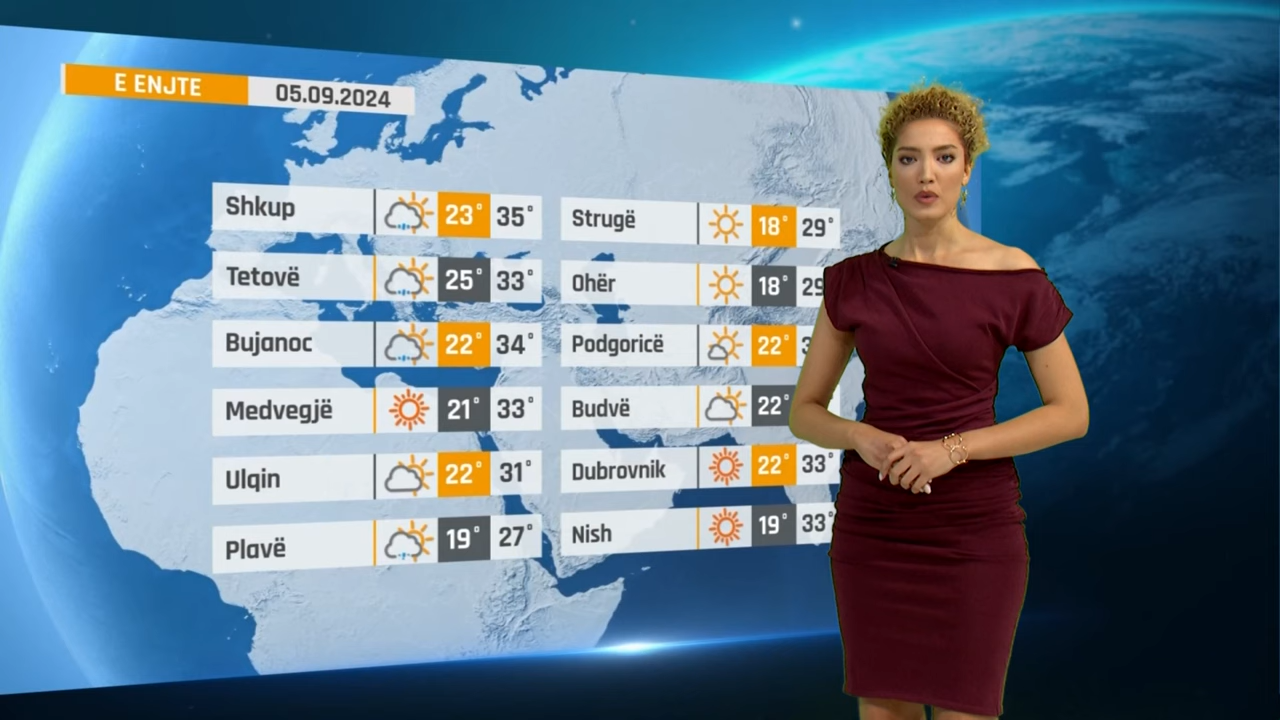 E ENJTE 05.09.2024
Shkup 23° 35°
Tetovë 25° 33°
Bujanoc 22° 34°
Medvegjë 21° 33°
Ulqin 22° 31°
Plavë 19° 27°
Strugë 18° 29°
Ohër 18° 29
Podgoricë 22°
Budvë 22°
Dubrovnik 22° 33°
Nish 19° 33°